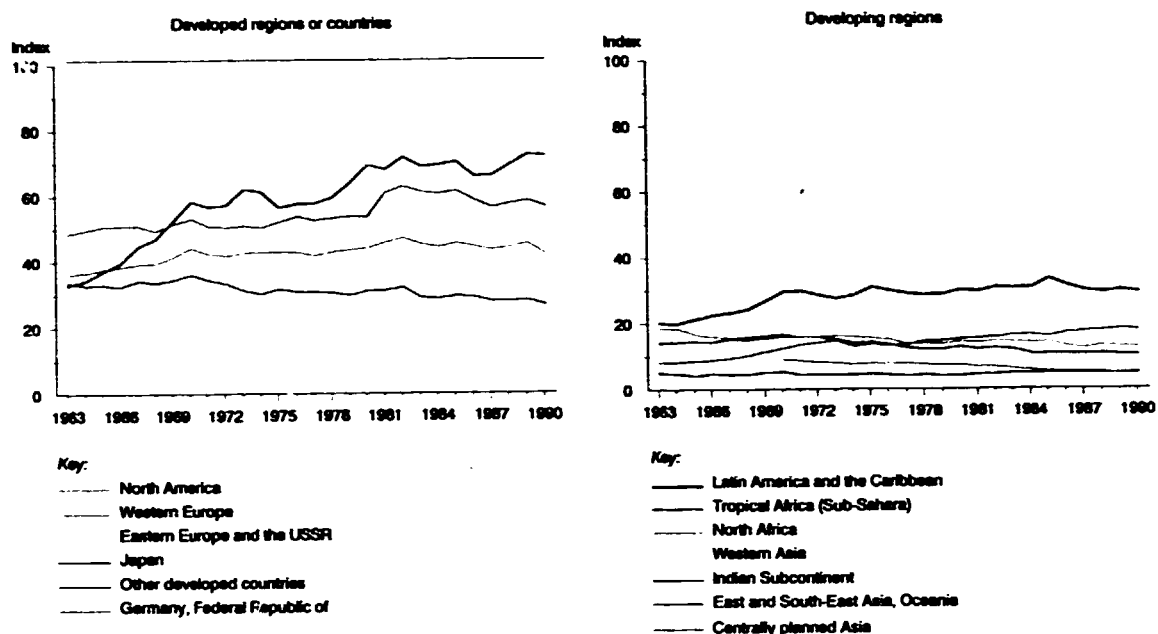 Developed regions or countries
Index
100
80
60
40
20
0
1963 1966 1969 1972 1975 1978 1981 1984 1987 1990
Key:
North America
Western Europe
Eastern Europe and the USSR
Japan
Other developed countries
Germany, Federal Republic of
Developing regions
Index
100
80
60
40
20
0
1963 1966 1969 1972 1975 1978 1981 1984 1987 1990
Key:
Latin America and the Caribbean
Tropical Africa (Sub-Sahara)
North Africa
Western Asia
Indian Subcontinent
East and South-East Asia, Oceania
Centrally planned Asia